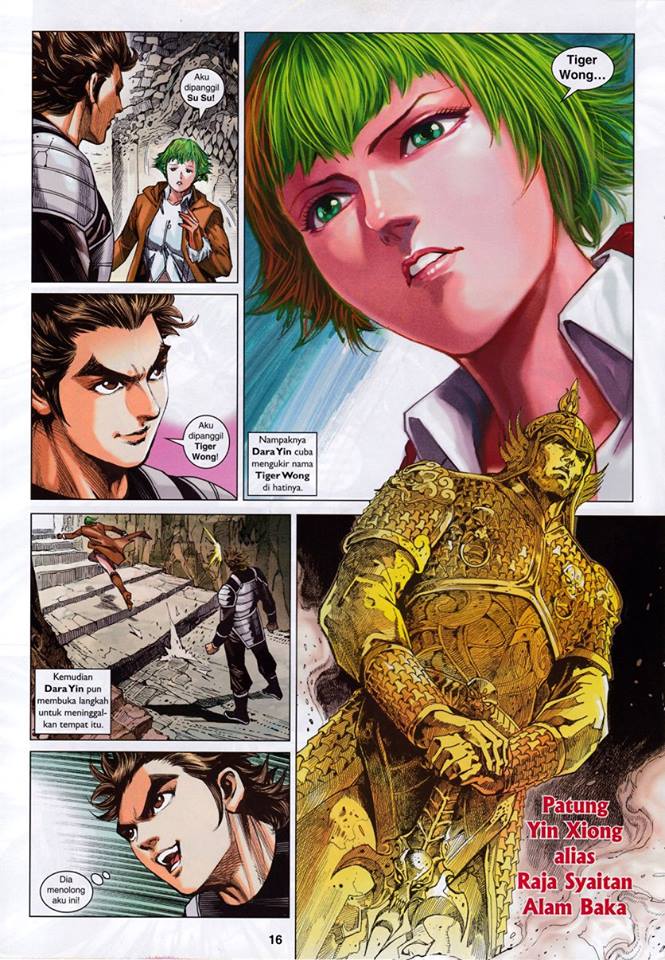 Aku
dipanggil
Su Su!
Tiger
Wong...
Aku
dipanggil
Tiger
Wong!
Nampaknya
Dara Yin cuba
mengukir nama
Tiger Wong
di hatinya.
Kemudian
Dara Yin pun
membuka langkah
untuk meninggal-
kan tempat itu.
Dia
menolong
aku ini!
Patung
Yin Xiong
alias
Raja Syaitan
Alam Baka
16